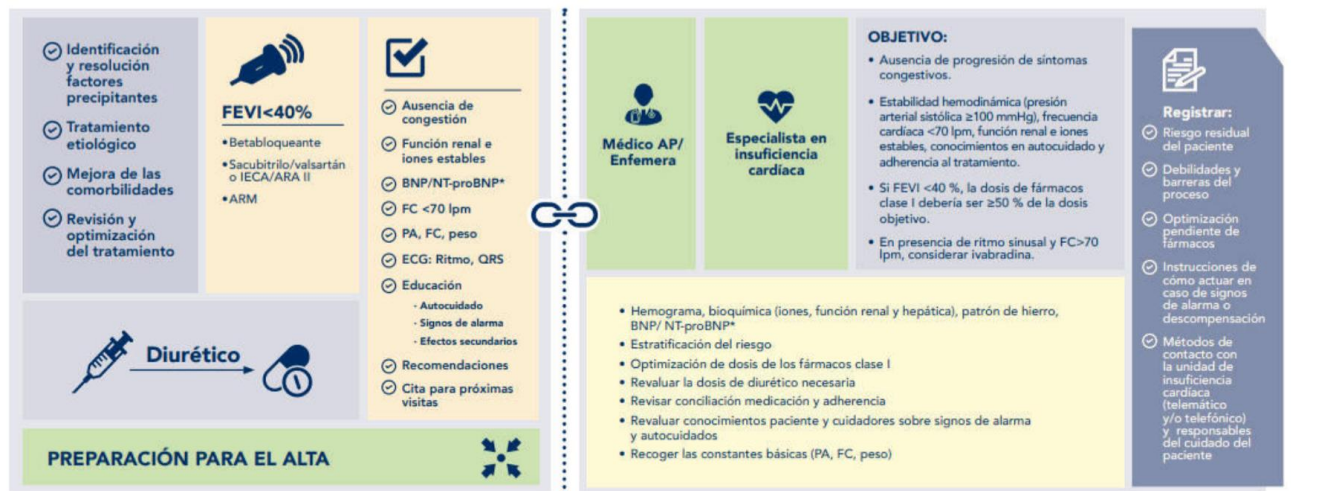 Identificación
y resolución
factores
precipitantes
Tratamiento
etiológico
Mejora de las
comorbilidades
Revisión y
optimización
del tratamiento
FEVI<40%
•Betabloqueante
•Sacubitrilo/valsartán
o IECA/ARA II
•ARM
Diurético
Ausencia de
congestión
Función renal e
iones estables
BNP/NT-proBNP*
FC <70 lpm
PA, FC, peso
ECG: Ritmo, QRS
Educación
- Autocuidado
- Signos de alarma
- Efectos secundarios
Recomendaciones
Cita para próximas
visitas
PREPARACIÓN PARA EL ALTA
Médico AP/
Enfemera
Especialista en
insuficiencia
cardíaca
OBJETIVO:
• Ausencia de progresión de síntomas
congestivos.
• Estabilidad hemodinámica (presión
arterial sistólica ≥100 mmHg), frecuencia
cardíaca <70 lpm, función renal e iones
estables, conocimientos en autocuidado y
adherencia al tratamiento.
• Si FEVI <40 %, la dosis de fármacos
clase I debería ser ≥50 % de la dosis
objetivo.
• En presencia de ritmo sinusal y FC>70
lpm, considerar ivabradina.
• Hemograma, bioquímica (iones, función renal y hepática), patrón de hierro,
BNP/ NT-proBNP*
• Estratificación del riesgo
• Optimización de dosis de los fármacos clase I
• Revaluar la dosis de diurético necesaria
• Revisar conciliación medicación y adherencia
• Revaluar conocimientos paciente y cuidadores sobre signos de alarma
y autocuidados
• Recoger las constantes básicas (PA, FC, peso)
Registrar:
Riesgo residual
del paciente
Debilidades y
barreras del
proceso
Optimización
pendiente de
fármacos
Instrucciones de
cómo actuar en
caso de signos
de alarma o
descompensación
Métodos de
contacto con
la unidad de
insuficiencia
cardíaca
(telemático
y/o telefónico)
y responsables
del cuidado del
paciente